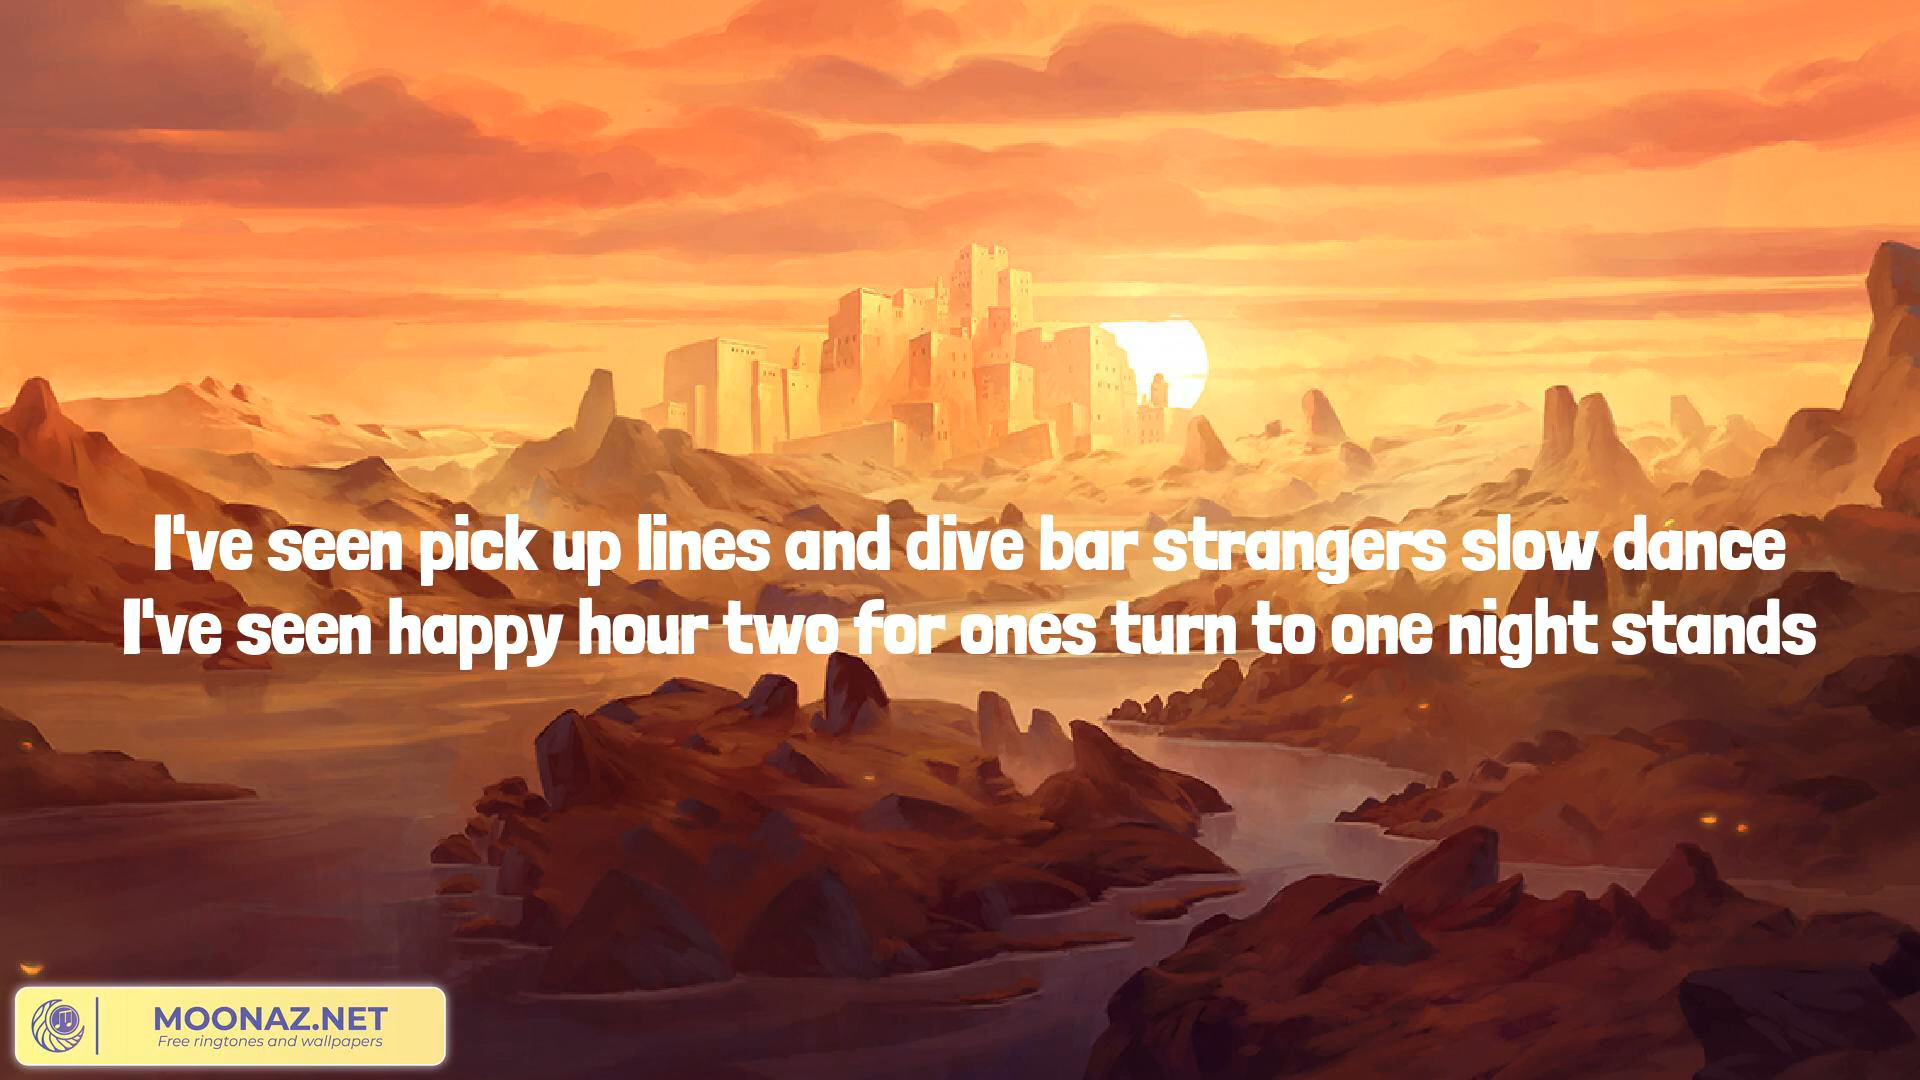 I've seen pick up lines and dive bar strangers slow dance
I've seen happy hour two for ones turn to one night stands
MOONAZ.NET
Free ringtones and wallpapers